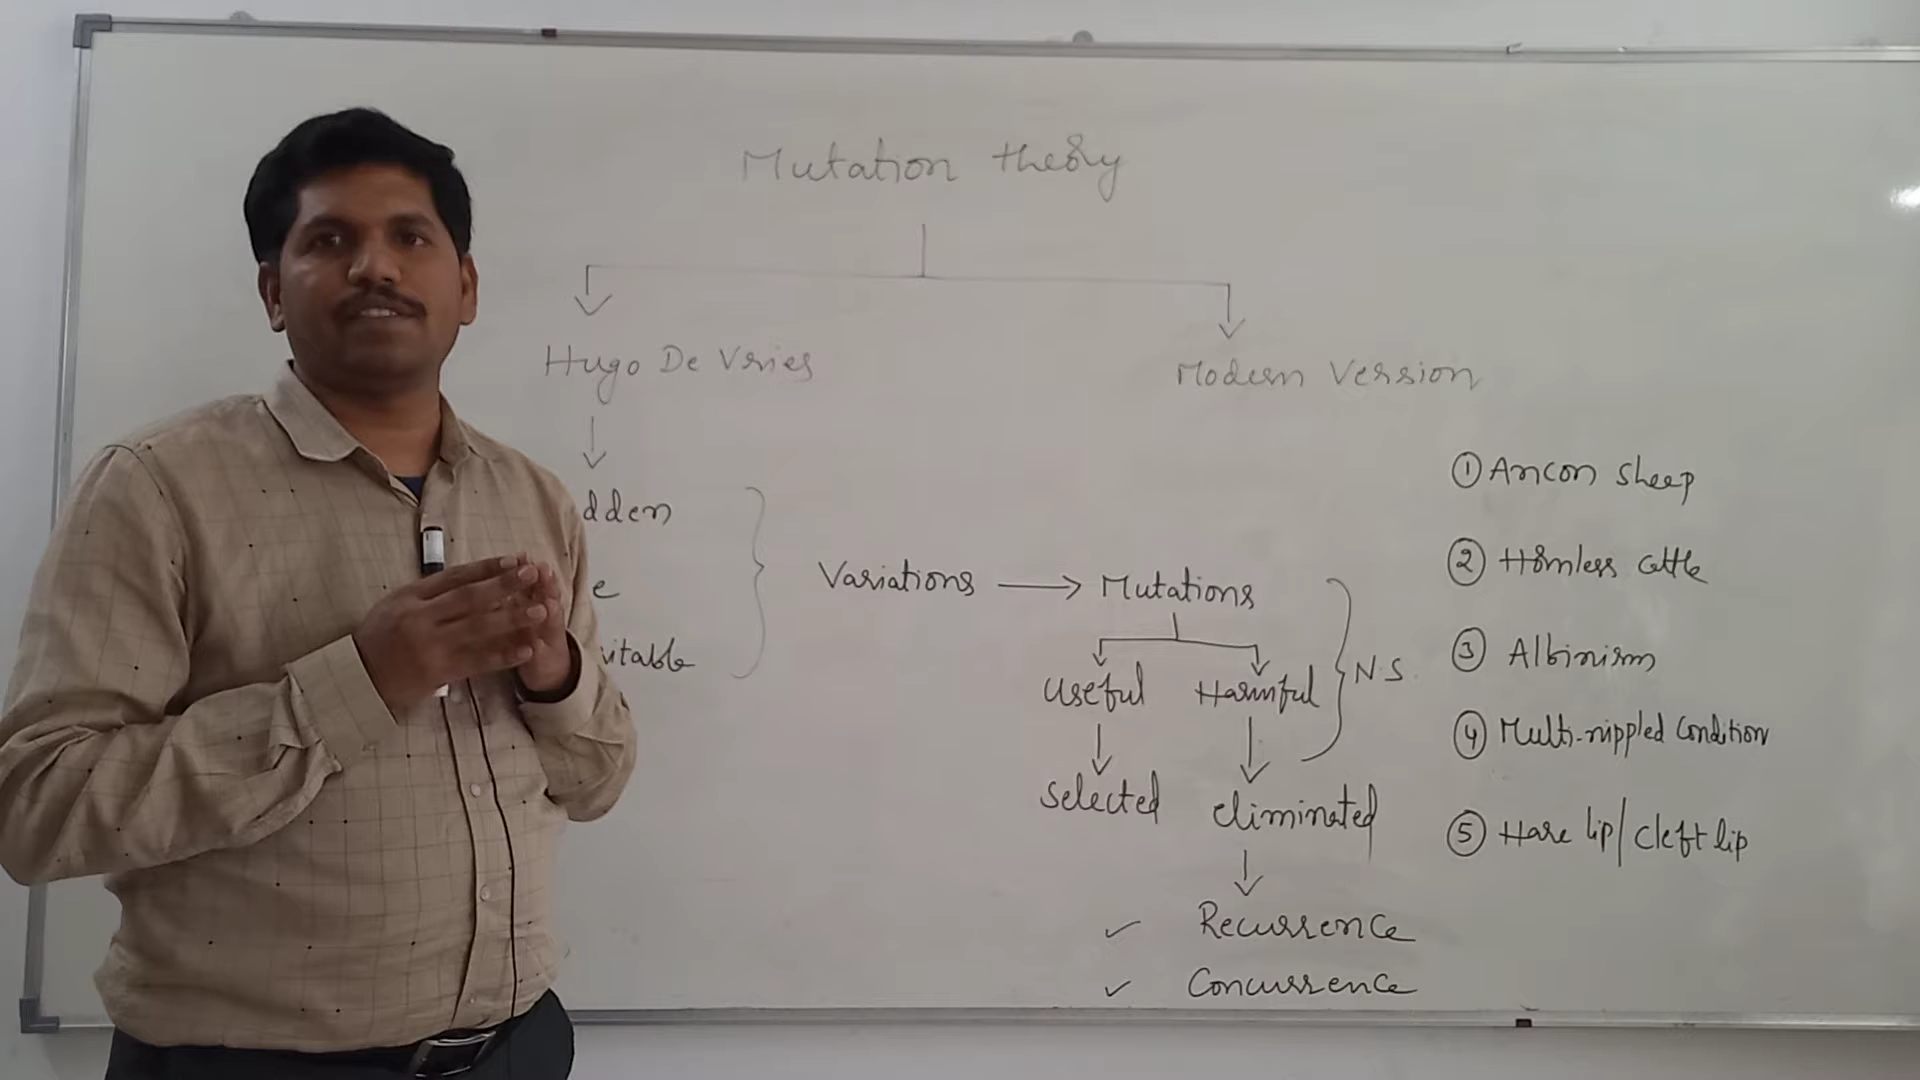 Mutation theory
Hugo De Vries
Modern Version
dden
e
itable
Variations → Mutations
Useful Harmful
Selected eliminated
Recurrence
Concurrence
N.S.
① Ancon sheep
② Hornless cattle
③ Albinism
④ Multi-nippled Condition
⑤ Hare lip/Cleft lip